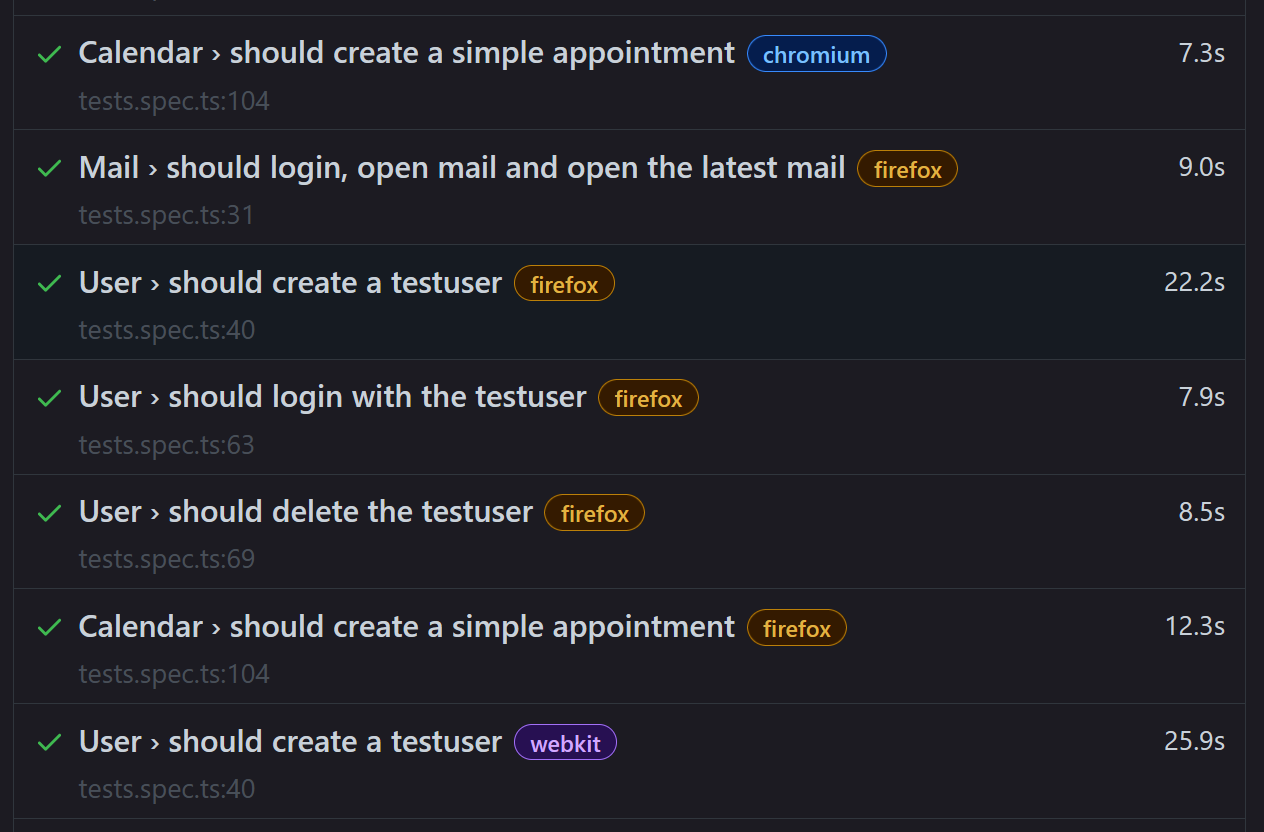 Calendar › should create a simple appointment chromium 7.3s
tests.spec.ts:104
Mail › should login, open mail and open the latest mail firefox 9.0s
tests.spec.ts:31
User › should create a testuser firefox 22.2s
tests.spec.ts:40
User › should login with the testuser firefox 7.9s
tests.spec.ts:63
User › should delete the testuser firefox 8.5s
tests.spec.ts:69
Calendar › should create a simple appointment firefox 12.3s
tests.spec.ts:104
User › should create a testuser webkit 25.9s
tests.spec.ts:40